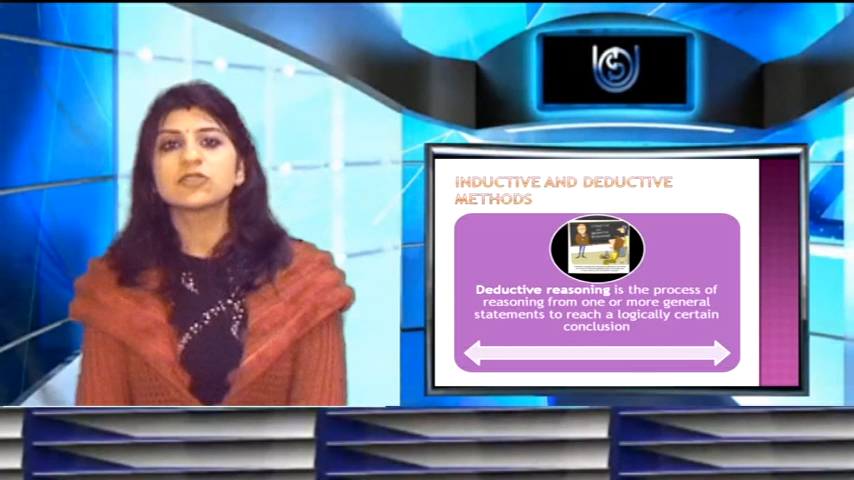 INDUCTIVE AND DEDUCTIVE
METHODS
Deductive reasoning is the process of
reasoning from one or more general
statements to reach a logically certain
conclusion